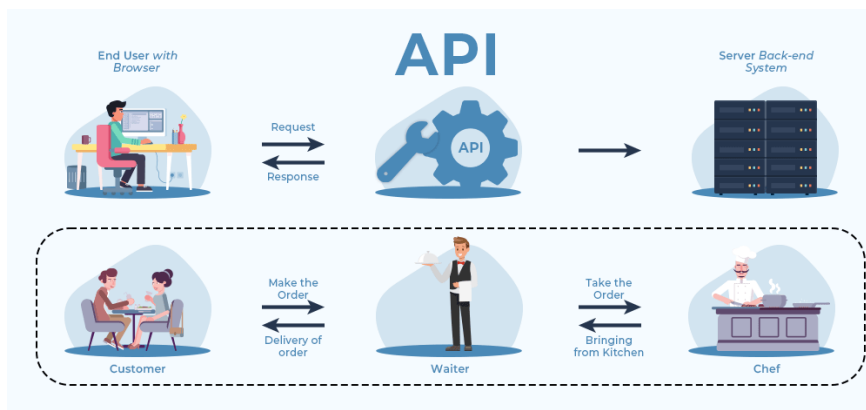 API
End User with
Browser
Server Back-end
System
Request
Response
API
Make the
Order
Delivery of
order
Take the
Order
Bringing
from Kitchen
Customer
Waiter
Chef